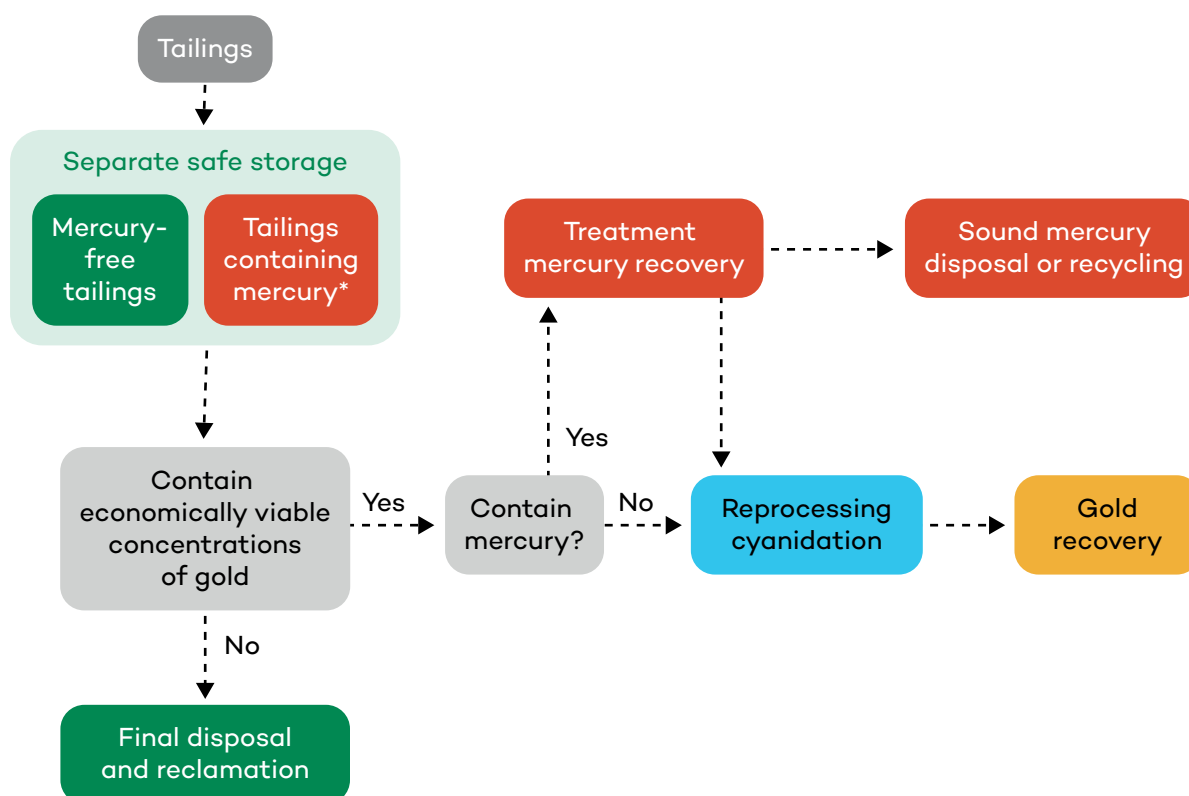 Tailings
Separate safe storage
Mercury-
free
tailings
Tailings
containing
mercury*
Treatment
mercury recovery
Sound mercury
disposal or recycling
Yes
Contain
economically viable
concentrations
of gold
Yes
Contain
mercury?
No
Reprocessing
cyanidation
Gold
recovery
No
Final disposal
and reclamation